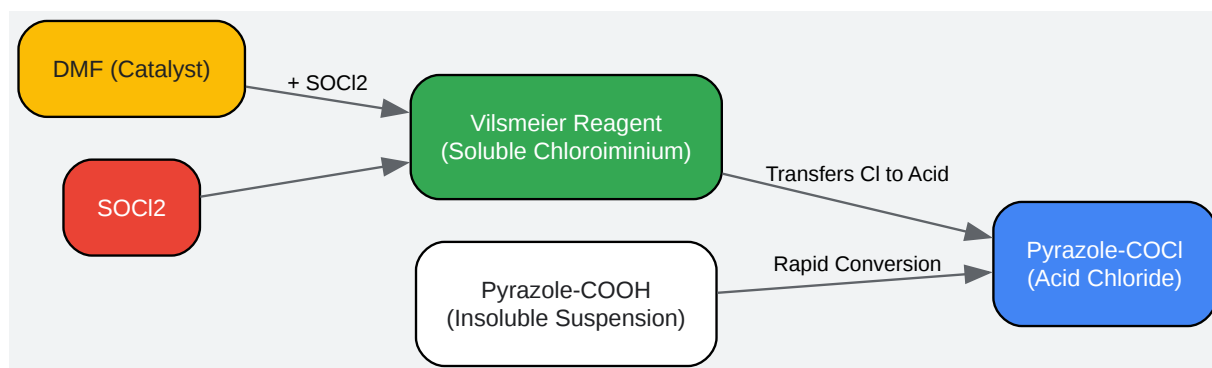 DMF (Catalyst)
+ SOCl2
SOCl2
Vilsmeier Reagent
(Soluble Chloroiminium)
Transfers Cl to Acid
Pyrazole-COOH
(Insoluble Suspension)
Rapid Conversion
Pyrazole-COCl
(Acid Chloride)